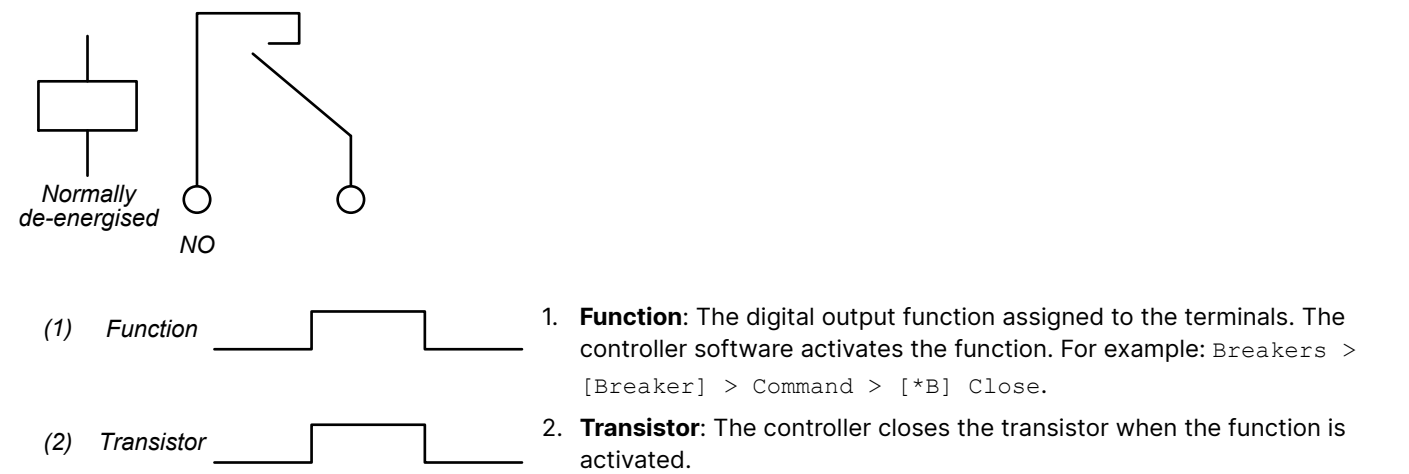 Normally
de-energised
NO
(1) Function
1. Function: The digital output function assigned to the terminals. The
controller software activates the function. For example: Breakers >
[Breaker] > Command > [*B] Close.
(2) Transistor
2. Transistor: The controller closes the transistor when the function is
activated.